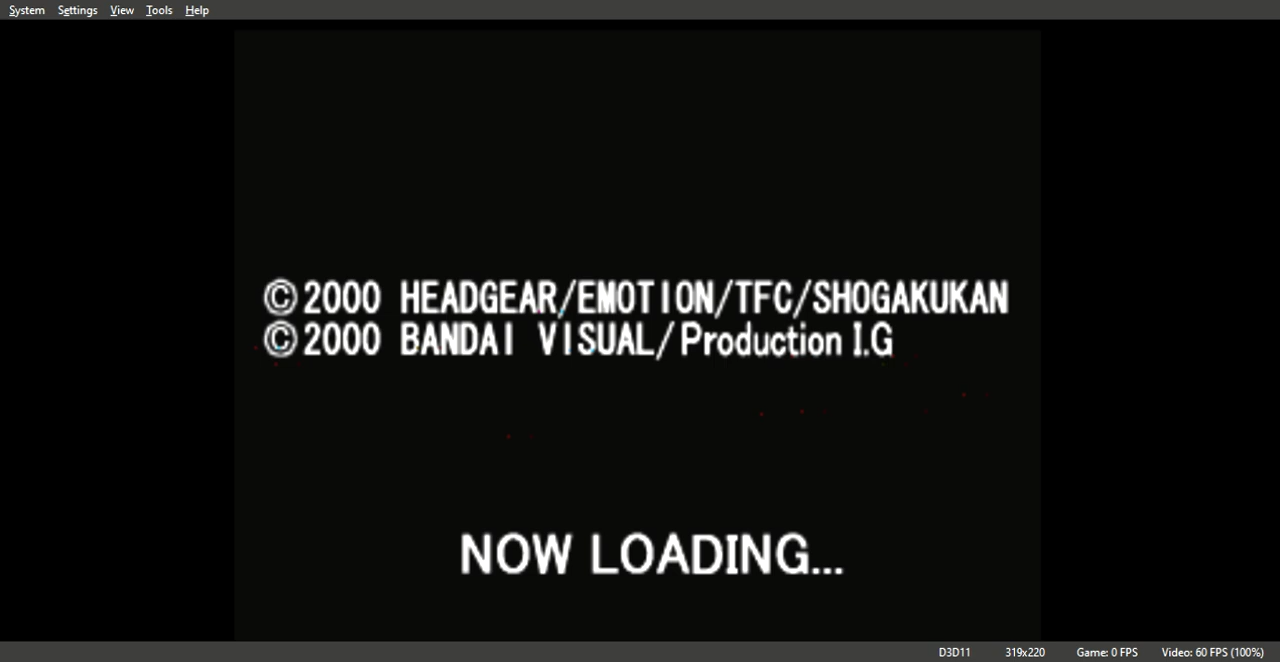 System Settings View Tools Help
©2000 HEADGEAR/EMOTION/TFC/SHOGAKUKAN
©2000 BANDAI VISUAL/Production I.G
NOW LOADING...
D3D11 319x220 Game: 0 FPS Video: 60 FPS (100%)